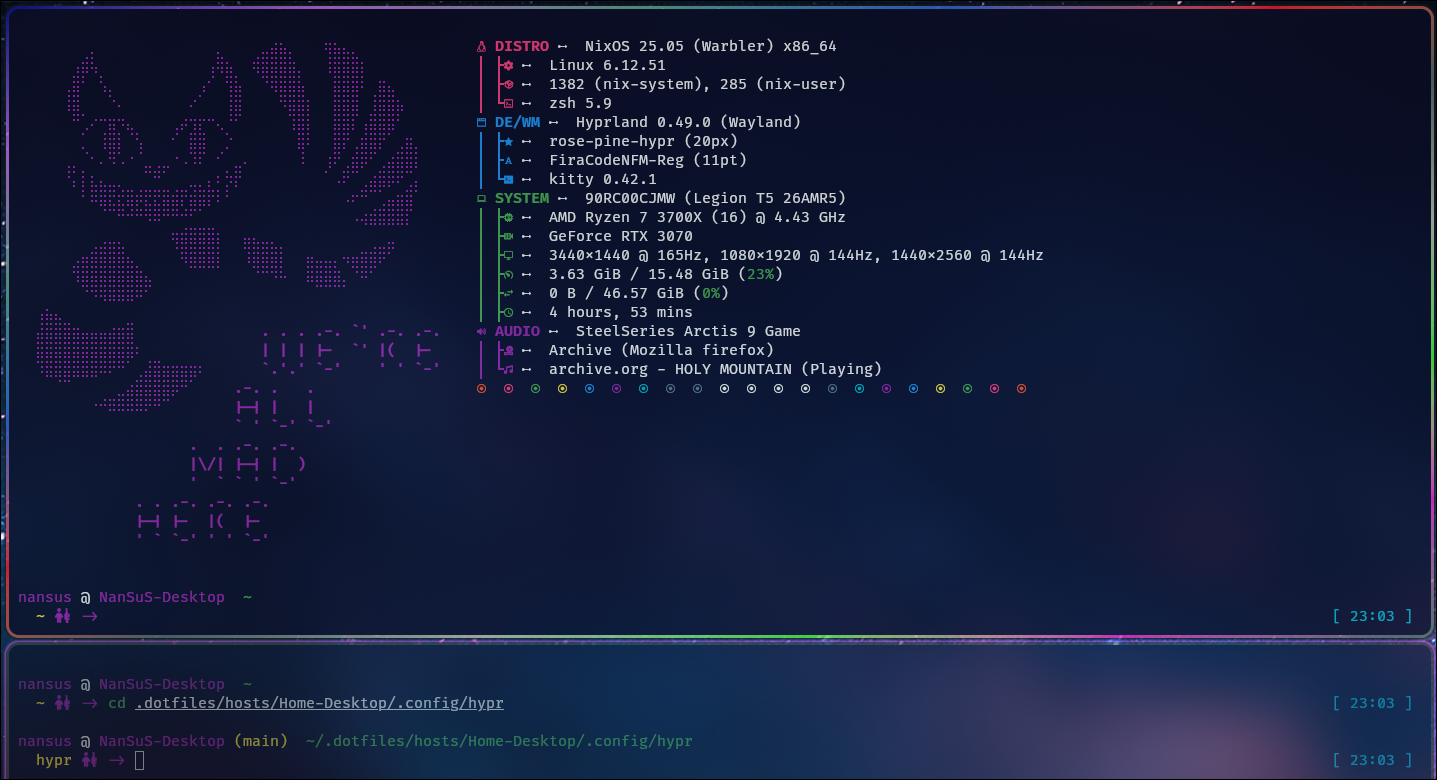 DISTRO ↔ NixOS 25.05 (Warbler) x86_64
↔ Linux 6.12.51
↔ 1382 (nix-system), 285 (nix-user)
↔ zsh 5.9
DE/WM ↔ Hyprland 0.49.0 (Wayland)
↔ rose-pine-hypr (20px)
↔ FiraCodeNFM-Reg (11pt)
↔ kitty 0.42.1
SYSTEM ↔ 90RC00CJMW (Legion T5 26AMR5)
↔ AMD Ryzen 7 3700X (16) @ 4.43 GHz
↔ GeForce RTX 3070
↔ 3440×1440 @ 165Hz, 1080×1920 @ 144Hz, 1440×2560 @ 144Hz
↔ 3.63 GiB / 15.48 GiB (23%)
↔ 0 B / 46.57 GiB (0%)
↔ 4 hours, 53 mins
AUDIO ↔ SteelSeries Arctis 9 Game
↔ Archive (Mozilla firefox)
↔ archive.org - HOLY MOUNTAIN (Playing)
WE'RE
ALL
MAD
HERE
nansus @ NanSuS-Desktop ~
~ → [ 23:03 ]
nansus @ NanSuS-Desktop ~
~ → cd .dotfiles/hosts/Home-Desktop/.config/hypr [ 23:03 ]
nansus @ NanSuS-Desktop (main) ~/.dotfiles/hosts/Home-Desktop/.config/hypr
hypr → [ 23:03 ]